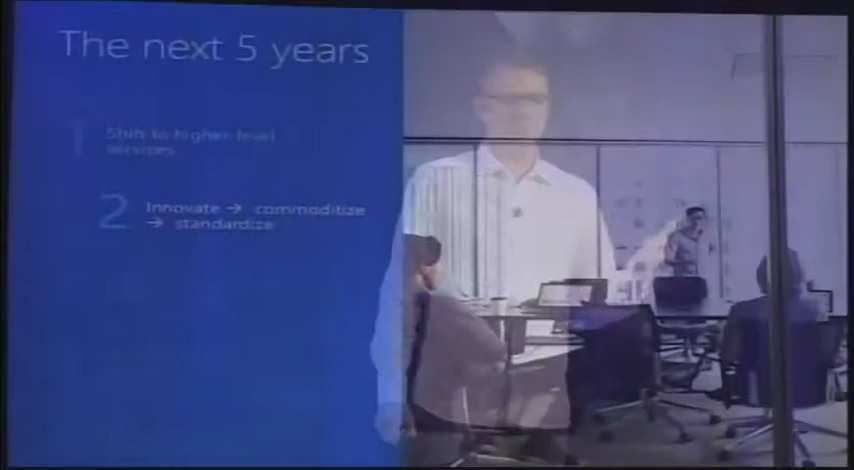 The next 5 years
1
Shift to higher-level
services
2
Innovate → commoditize
→ standardize